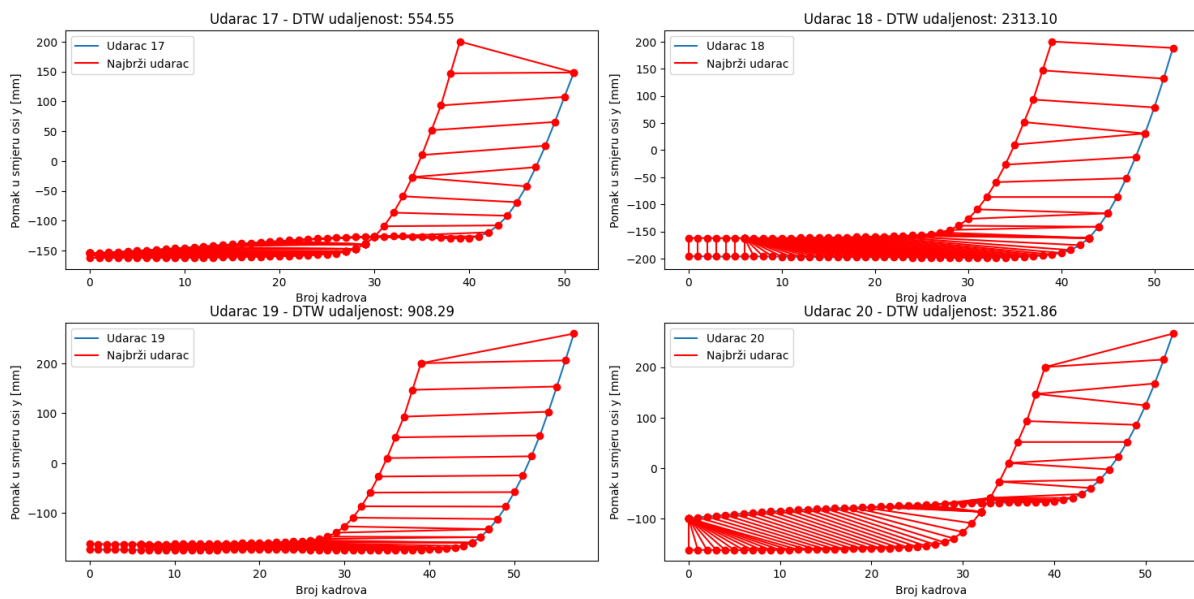 Udarac 17 - DTW udaljenost: 554.55
200
150
100
50
0
−50
−100
−150
Pomak u smjeru osi y [mm]
Udarac 17
Najbrži udarac
0 10 20 30 40 50
Broj kadrova
Udarac 18 - DTW udaljenost: 2313.10
200
150
100
50
0
−50
−100
−150
−200
Pomak u smjeru osi y [mm]
Udarac 18
Najbrži udarac
0 10 20 30 40 50
Broj kadrova
Udarac 19 - DTW udaljenost: 908.29
200
100
0
−100
Pomak u smjeru osi y [mm]
Udarac 19
Najbrži udarac
0 10 20 30 40 50
Broj kadrova
Udarac 20 - DTW udaljenost: 3521.86
200
100
0
−100
Pomak u smjeru osi y [mm]
Udarac 20
Najbrži udarac
0 10 20 30 40 50
Broj kadrova